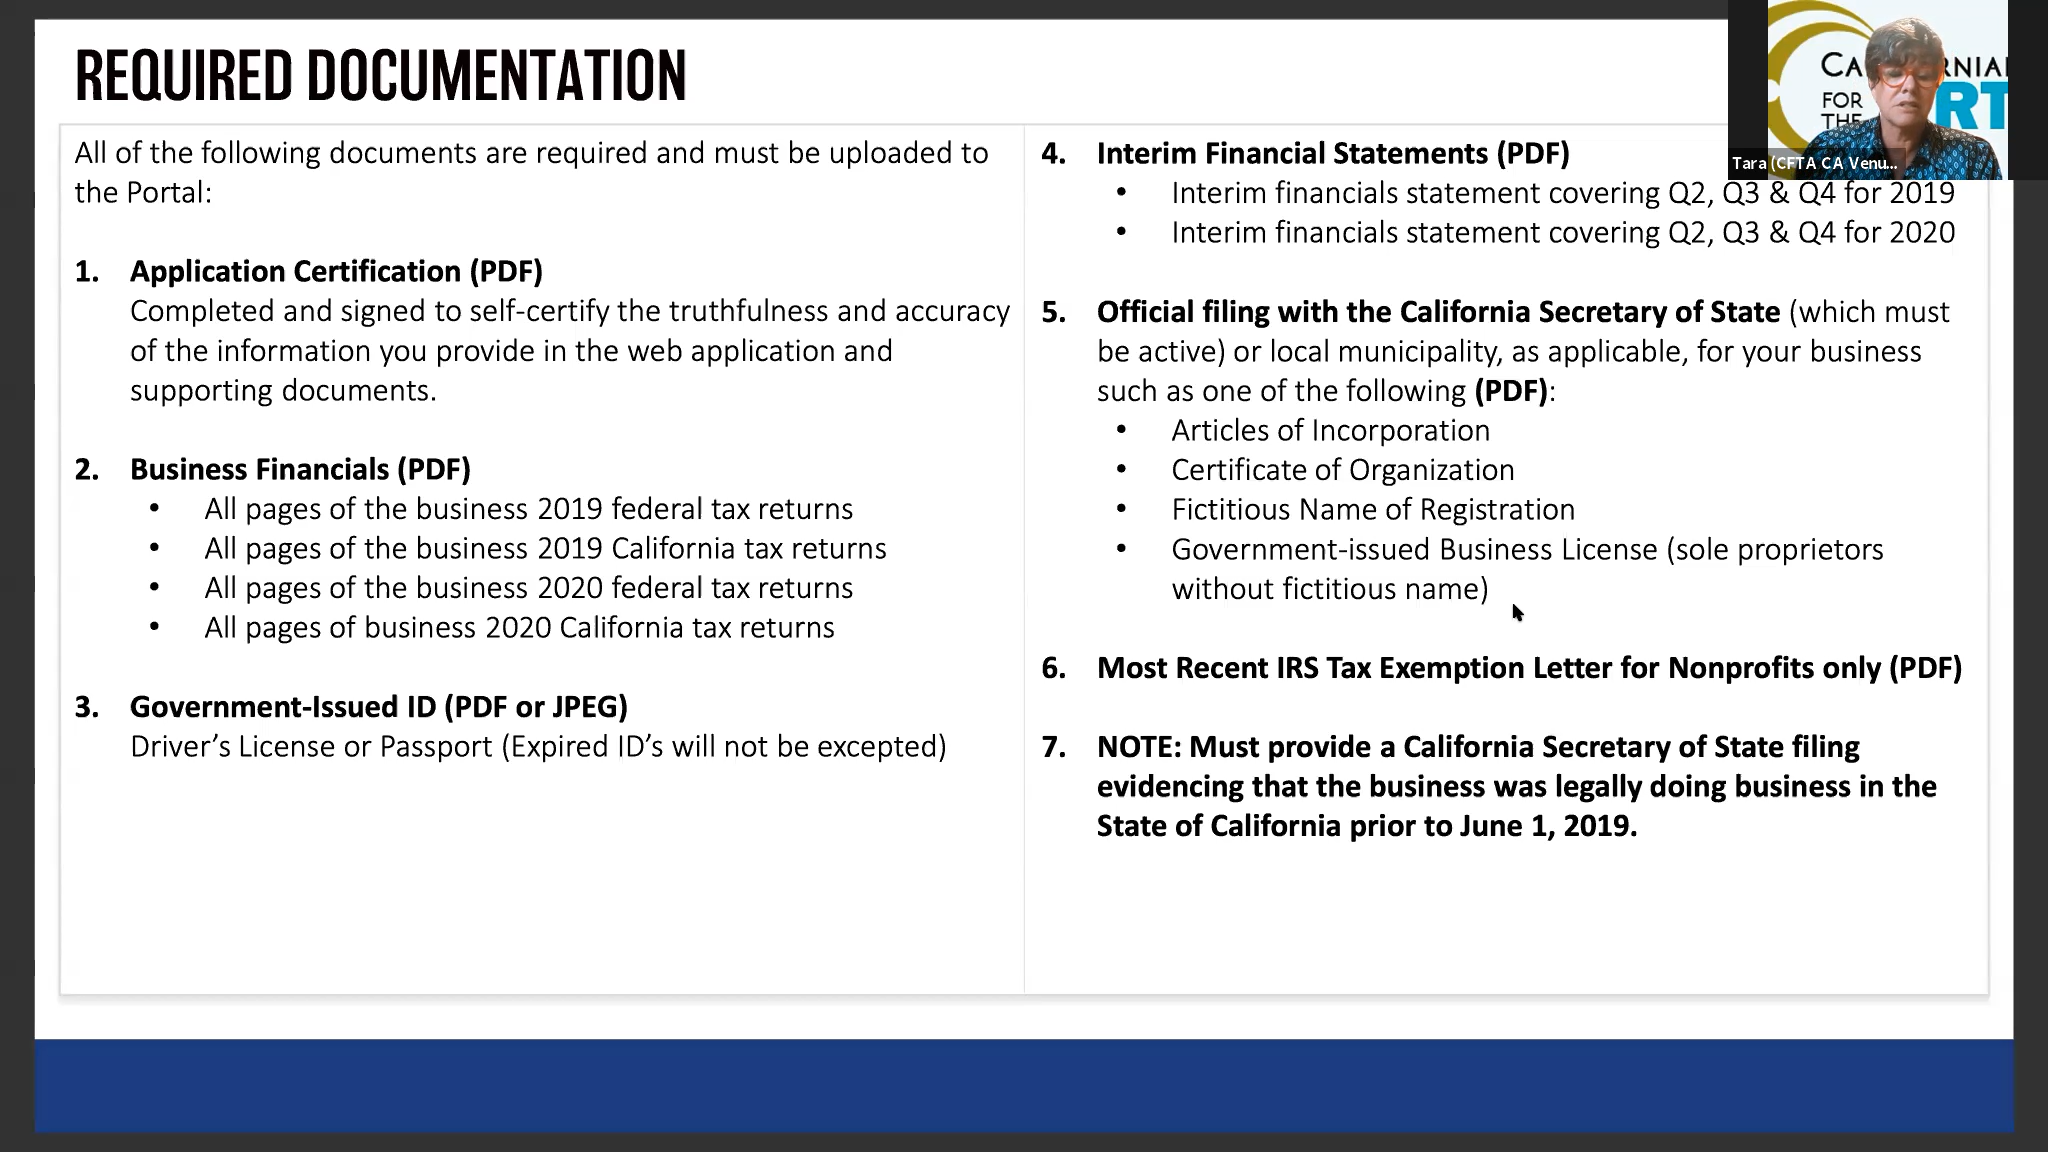 REQUIRED DOCUMENTATION
All of the following documents are required and must be uploaded to
the Portal:
1. Application Certification (PDF)
Completed and signed to self-certify the truthfulness and accuracy
of the information you provide in the web application and
supporting documents.
2. Business Financials (PDF)
• All pages of the business 2019 federal tax returns
• All pages of the business 2019 California tax returns
• All pages of the business 2020 federal tax returns
• All pages of business 2020 California tax returns
3. Government-Issued ID (PDF or JPEG)
Driver’s License or Passport (Expired ID’s will not be excepted)
4. Interim Financial Statements (PDF)
• Interim financials statement covering Q2, Q3 & Q4 for 2019
• Interim financials statement covering Q2, Q3 & Q4 for 2020
5. Official filing with the California Secretary of State (which must
be active) or local municipality, as applicable, for your business
such as one of the following (PDF):
• Articles of Incorporation
• Certificate of Organization
• Fictitious Name of Registration
• Government-issued Business License (sole proprietors
without fictitious name)
6. Most Recent IRS Tax Exemption Letter for Nonprofits only (PDF)
7. NOTE: Must provide a California Secretary of State filing
evidencing that the business was legally doing business in the
State of California prior to June 1, 2019.
FOR
THE
Tara (CFTA CA Venu...